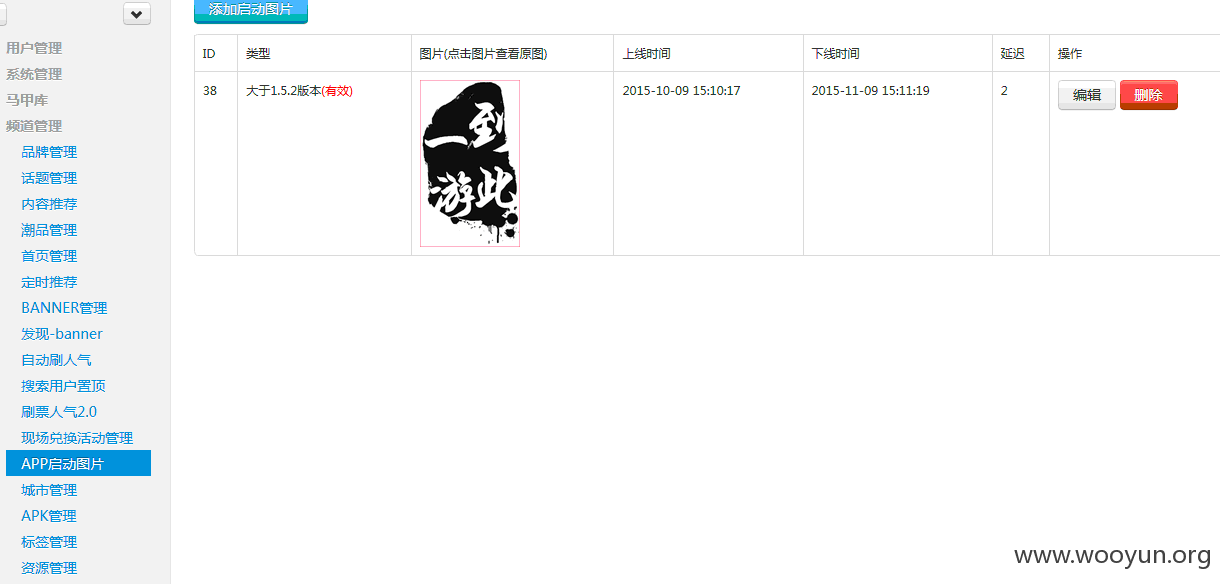 添加启动图片
用户管理
系统管理
马甲库
频道管理
品牌管理
话题管理
内容推荐
潮品管理
首页管理
定时推荐
BANNER管理
发现-banner
自动刷人气
搜索用户置顶
刷票人气2.0
现场兑换活动管理
APP启动图片
城市管理
APK管理
标签管理
资源管理
ID 类型 图片(点击图片查看原图) 上线时间 下线时间 延迟 操作
38 大于1.5.2版本(有效) 2015-10-09 15:10:17 2015-11-09 15:11:19 2 编辑 删除
到一
此游
www.wooyun.org